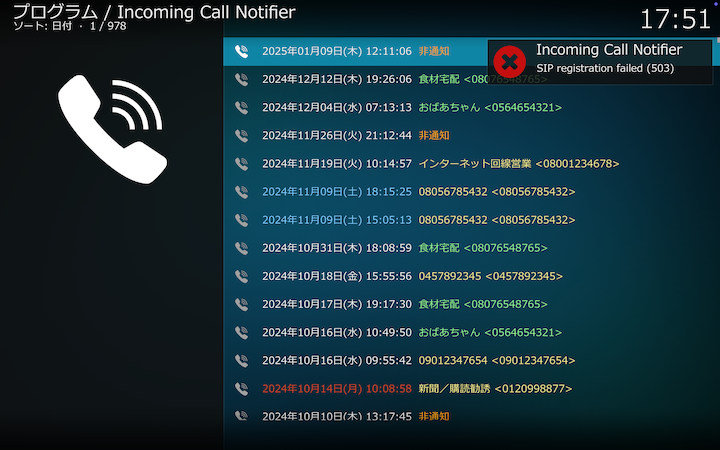 プログラム / Incoming Call Notifier
ソート: 日付 · 1 / 978
17:51
Incoming Call Notifier
SIP registration failed (503)
2025年01月09日(木) 12:11:06 非通知
2024年12月12日(木) 19:26:06 食材宅配 <08076548765>
2024年12月04日(水) 07:13:13 おばあちゃん <0564654321>
2024年11月26日(火) 21:12:44 非通知
2024年11月19日(火) 10:14:57 インターネット回線営業 <08001234678>
2024年11月09日(土) 18:15:25 08056785432 <08056785432>
2024年11月09日(土) 15:05:13 08056785432 <08056785432>
2024年10月31日(木) 18:08:59 食材宅配 <08076548765>
2024年10月18日(金) 15:55:56 0457892345 <0457892345>
2024年10月17日(木) 19:17:30 食材宅配 <08076548765>
2024年10月16日(水) 10:49:50 おばあちゃん <0564654321>
2024年10月16日(水) 09:55:42 09012347654 <09012347654>
2024年10月14日(月) 10:08:58 新聞／購読勧誘 <0120998877>
2024年10月10日(木) 13:17:45 非通知